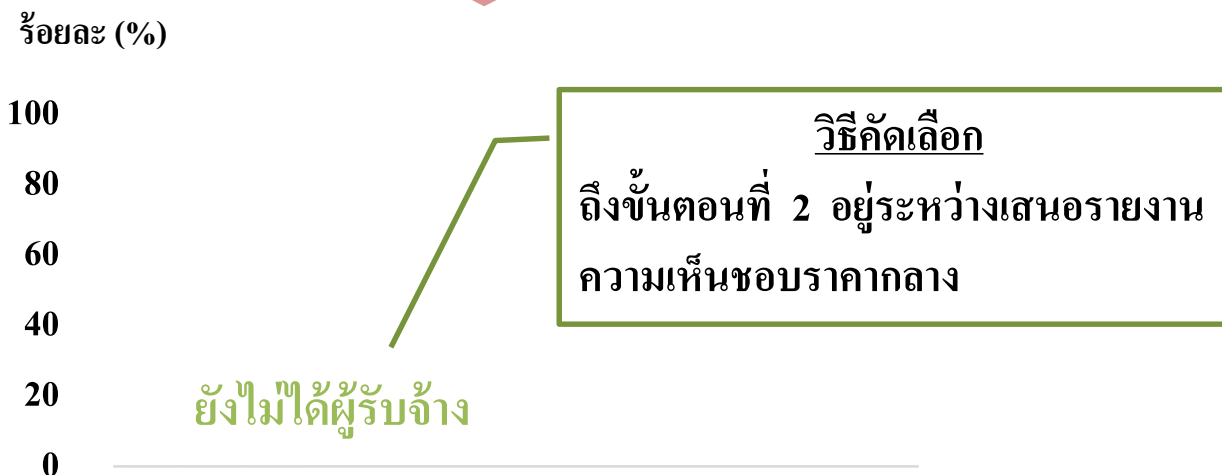 ร้อยละ (%)
100
80
60
40
20
0
วิธีคัดเลือก
ถึงขั้นตอนที่ 2 อยู่ระหว่างเสนอรายงาน
ความเห็นชอบราคากลาง
ยังไม่ได้ผู้รับจ้าง